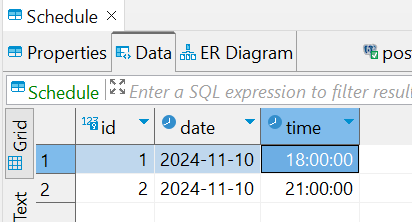 Schedule
Properties Data ER Diagram pos
Schedule Enter a SQL expression to filter resul
Grid
Text
123 id date time
1 1 2024-11-10 18:00:00
2 2 2024-11-10 21:00:00